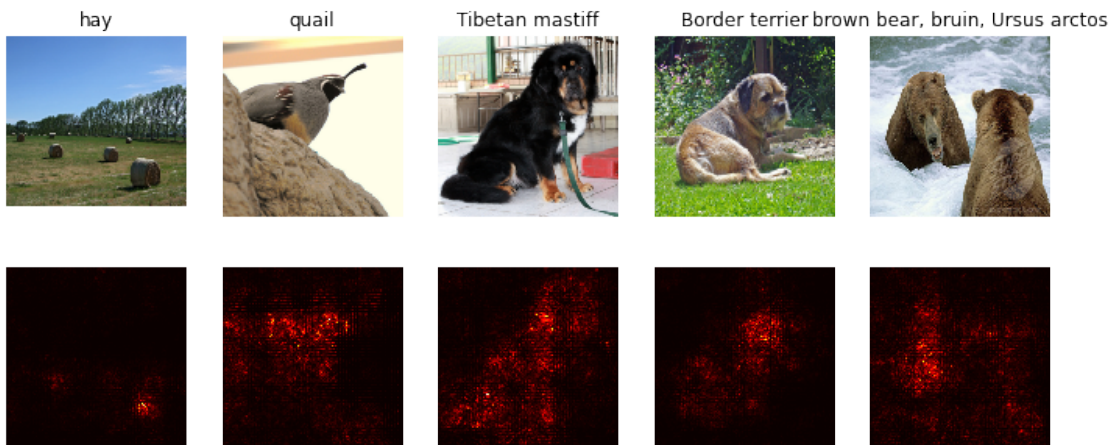 hay
quail
Tibetan mastiff
Border terrier
brown bear, bruin, Ursus arctos